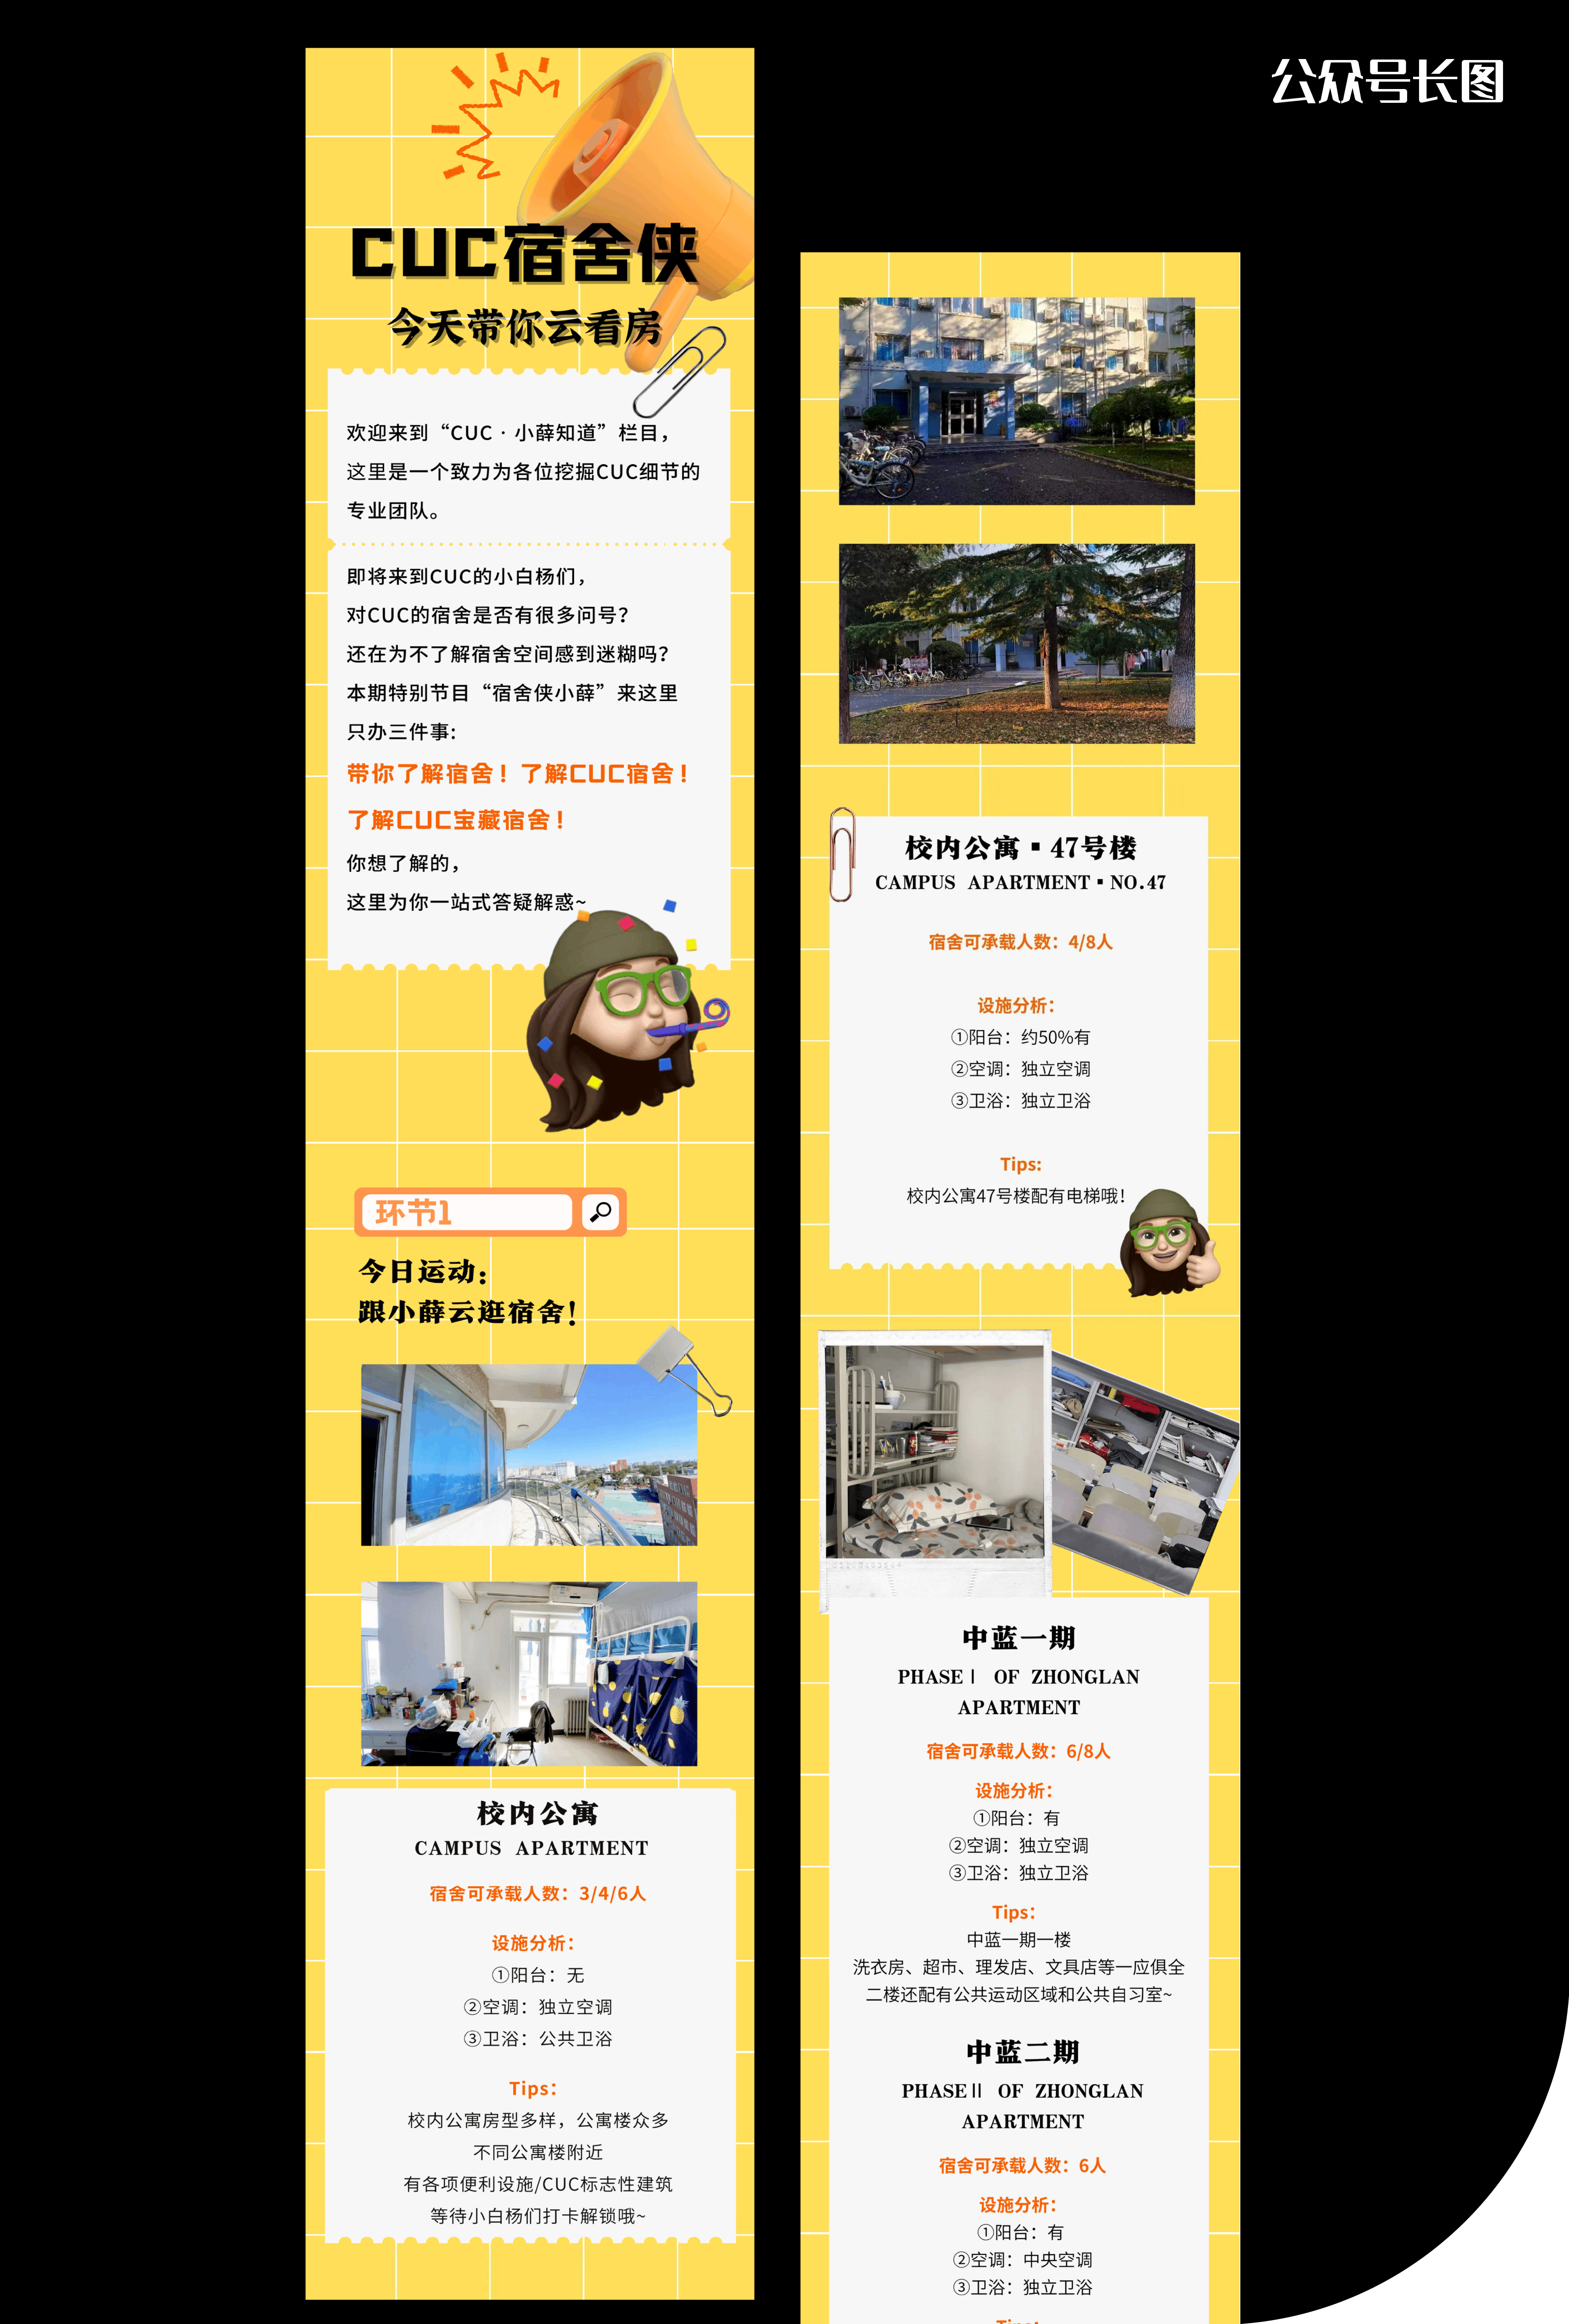 公众号长图
CUC宿舍侠
今天带你云看房
欢迎来到“CUC · 小薛知道”栏目，
这里是一个致力为各位挖掘CUC细节的
专业团队。
即将来到CUC的小白杨们，
对CUC的宿舍是否有很多问号？
还在为不了解宿舍空间感到迷糊吗？
本期特别节目“宿舍侠小薛”来这里
只办三件事:
带你了解宿舍！了解CUC宿舍！
了解CUC宝藏宿舍！
你想了解的，
这里为你一站式答疑解惑~
环节1
今日运动：
跟小薛云逛宿舍！
校内公寓
CAMPUS APARTMENT
宿舍可承载人数：3/4/6人
设施分析：
①阳台：无
②空调：独立空调
③卫浴：公共卫浴
Tips：
校内公寓房型多样，公寓楼众多
不同公寓楼附近
有各项便利设施/CUC标志性建筑
等待小白杨们打卡解锁哦~
校内公寓▪47号楼
CAMPUS APARTMENT▪NO.47
宿舍可承载人数：4/8人
设施分析：
①阳台：约50%有
②空调：独立空调
③卫浴：独立卫浴
Tips:
校内公寓47号楼配有电梯哦！
中蓝一期
PHASEⅠ OF ZHONGLAN
APARTMENT
宿舍可承载人数：6/8人
设施分析：
①阳台：有
②空调：独立空调
③卫浴：独立卫浴
Tips：
中蓝一期一楼
洗衣房、超市、理发店、文具店等一应俱全
二楼还配有公共运动区域和公共自习室~
中蓝二期
PHASEⅡ OF ZHONGLAN
APARTMENT
宿舍可承载人数：6人
设施分析：
①阳台：有
②空调：中央空调
③卫浴：独立卫浴
Tips: